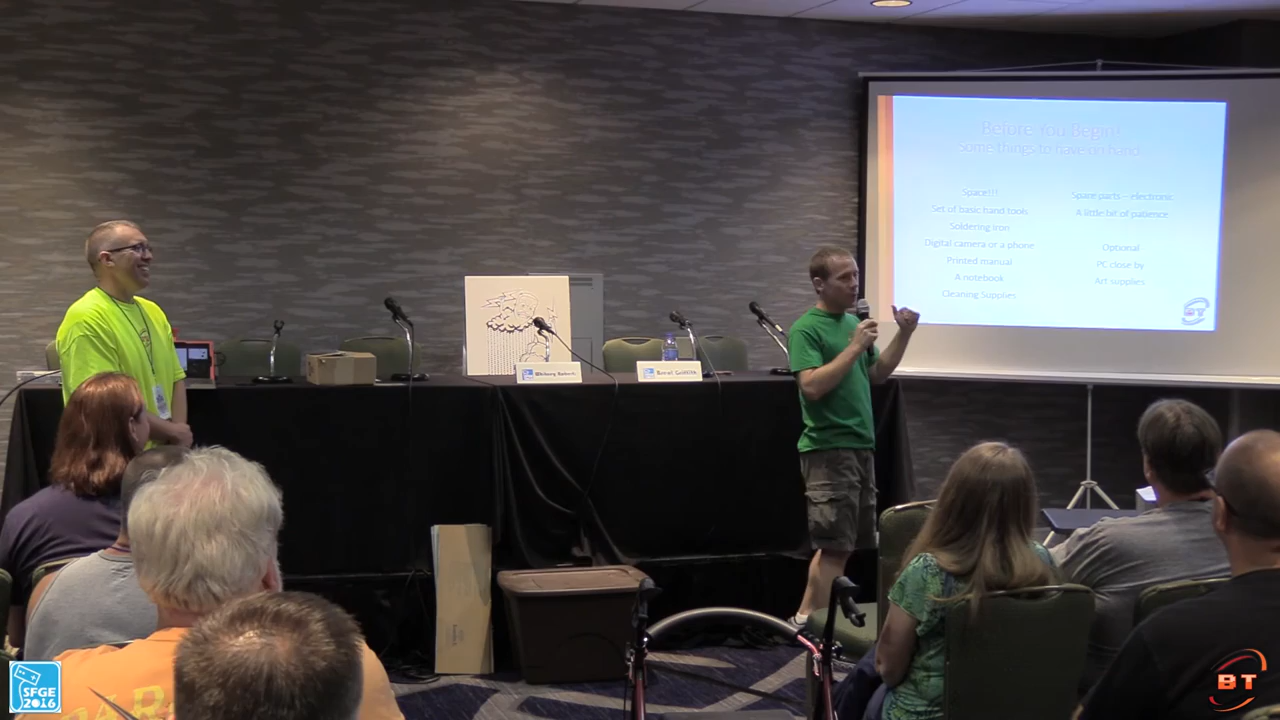 Before You Begin!
Some things to have on hand
Space!!!
Set of basic hand tools
Soldering Iron
Digital camera or a phone
Printed manual
A notebook
Cleaning Supplies
Spare parts – electronic
A little bit of patience
Optional
PC close by
Art supplies
BT
SFGE
2016
BT